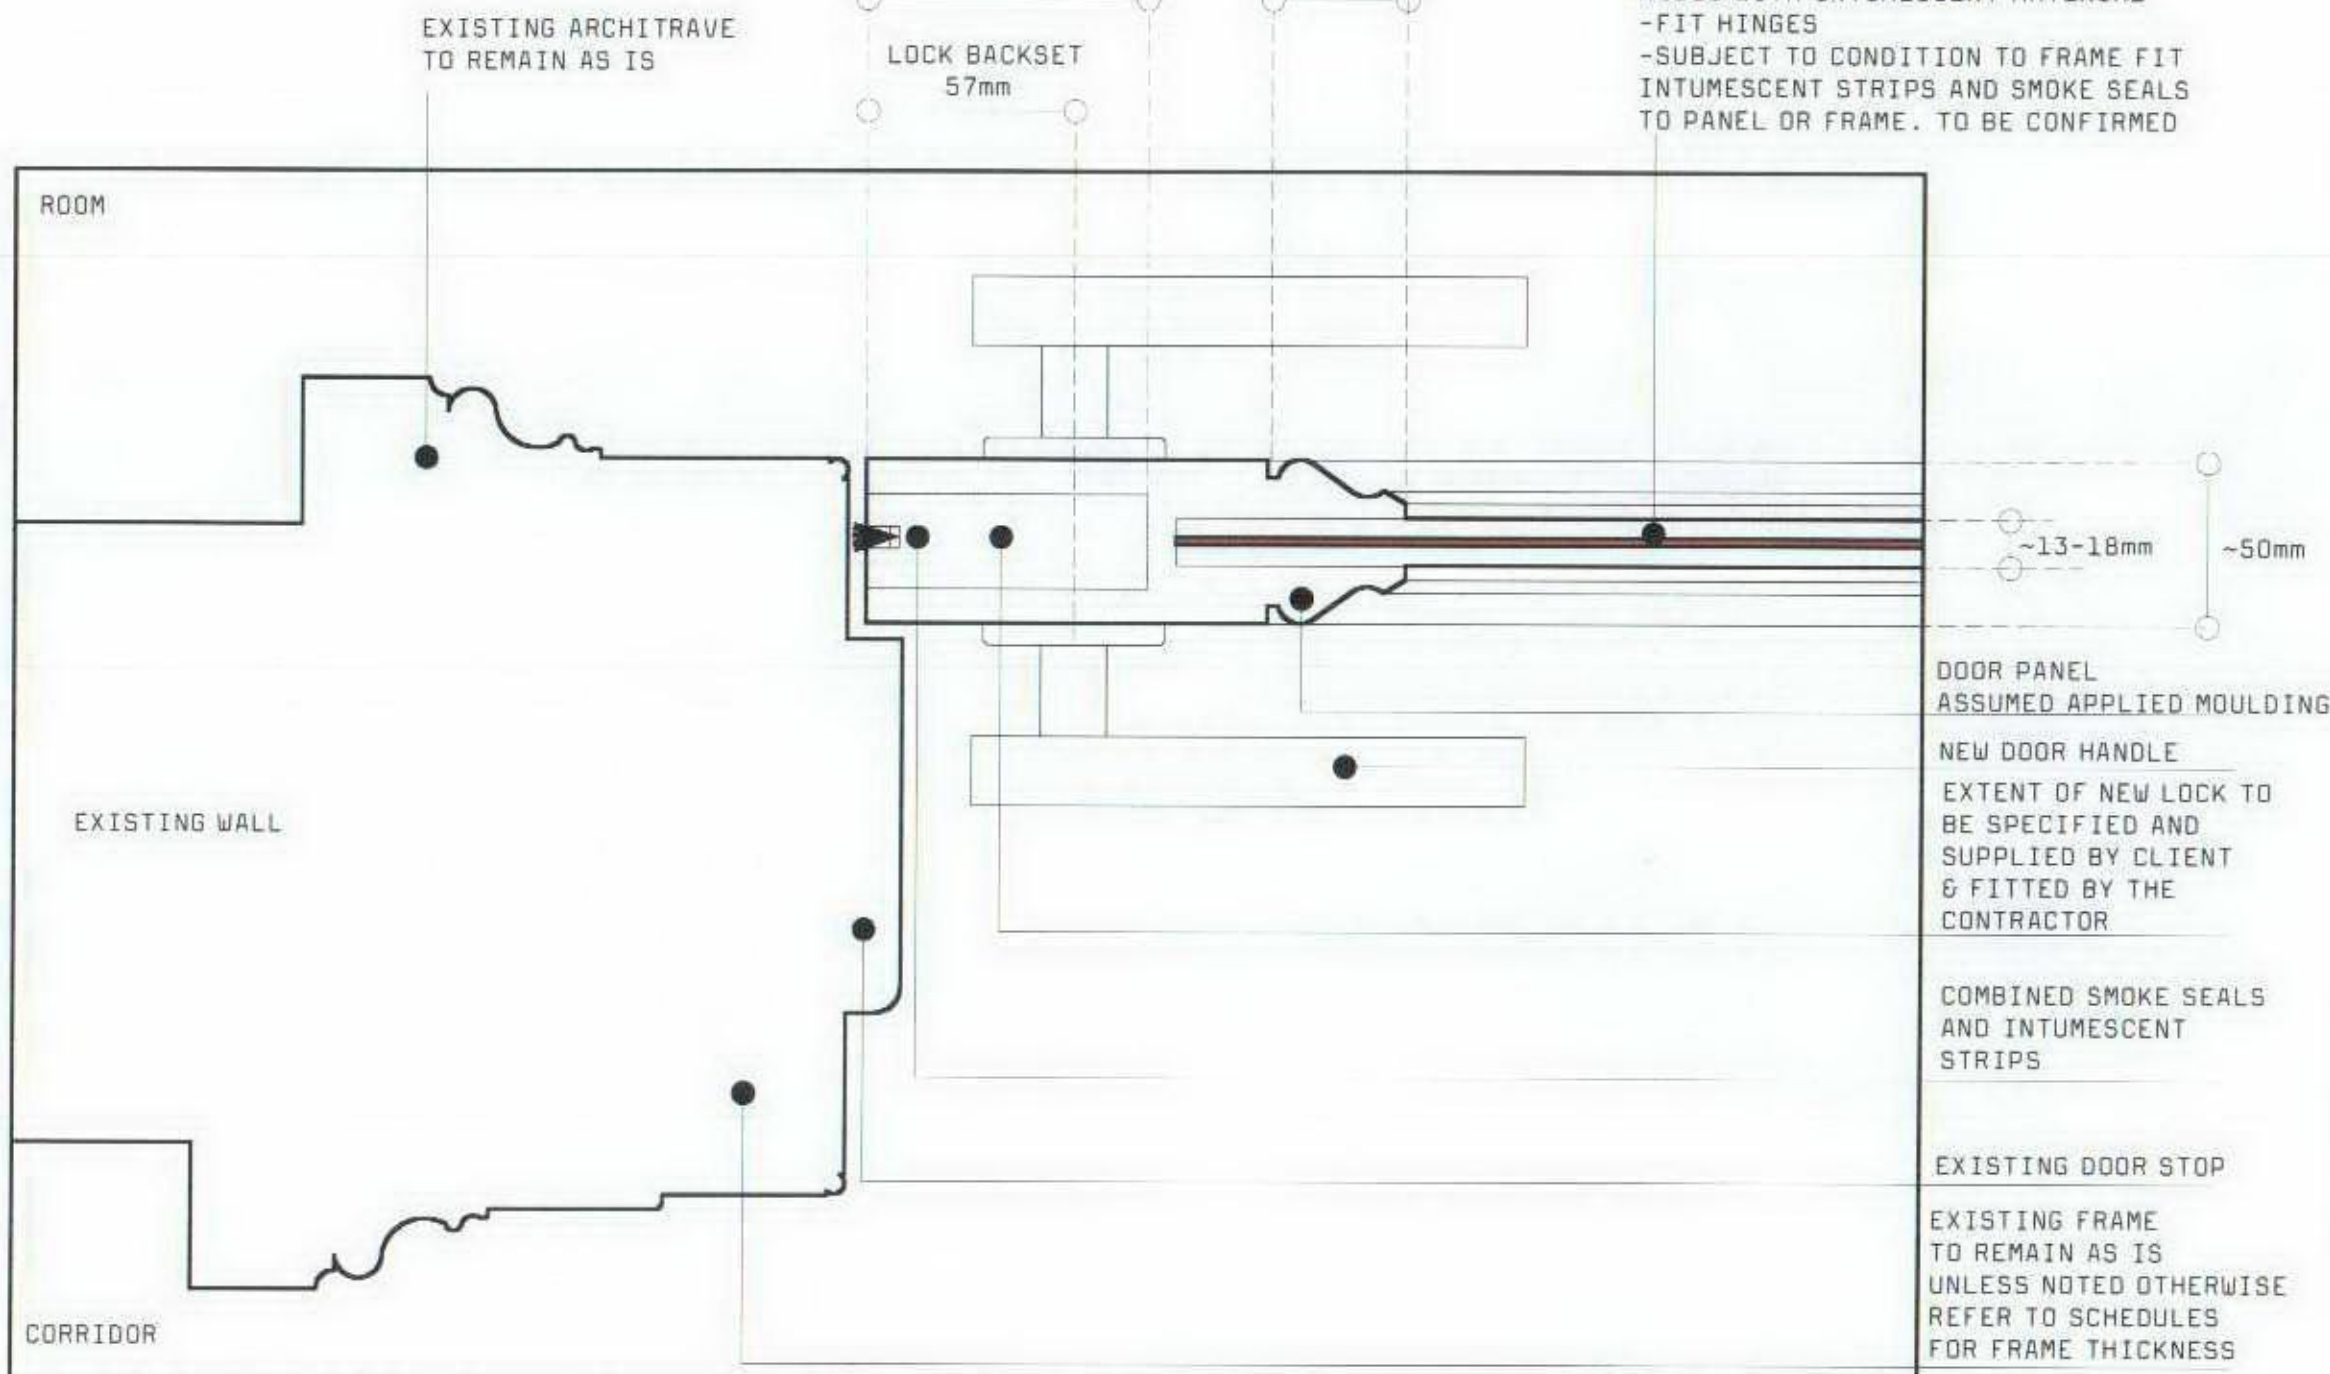 EXISTING ARCHITRAVE
TO REMAIN AS IS
LOCK BACKSET
57mm
-FIT HINGES
-SUBJECT TO CONDITION TO FRAME FIT
INTUMESCENT STRIPS AND SMOKE SEALS
TO PANEL OR FRAME. TO BE CONFIRMED
ROOM
~13-18mm
~50mm
DOOR PANEL
ASSUMED APPLIED MOULDING
NEW DOOR HANDLE
EXTENT OF NEW LOCK TO
BE SPECIFIED AND
SUPPLIED BY CLIENT
& FITTED BY THE
CONTRACTOR
EXISTING WALL
COMBINED SMOKE SEALS
AND INTUMESCENT
STRIPS
EXISTING DOOR STOP
EXISTING FRAME
TO REMAIN AS IS
UNLESS NOTED OTHERWISE
REFER TO SCHEDULES
FOR FRAME THICKNESS
CORRIDOR